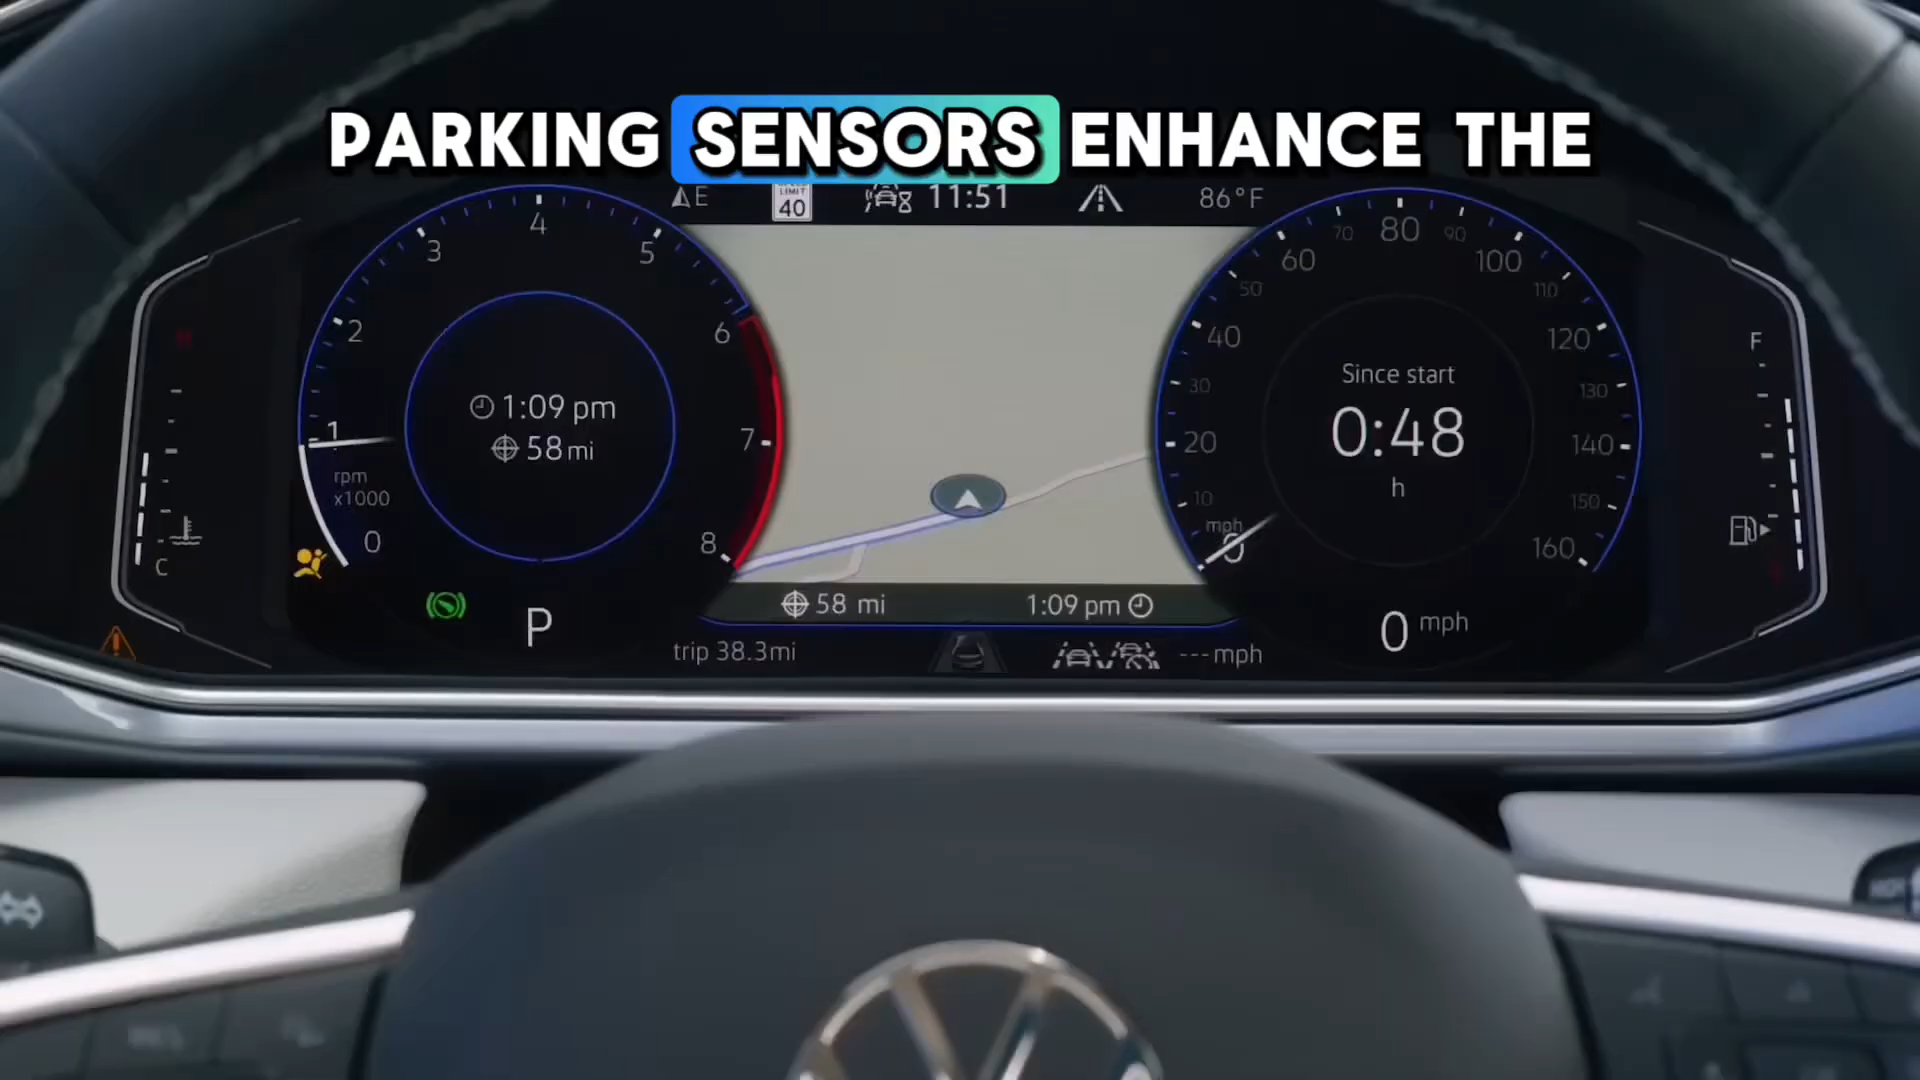 PARKING SENSORS ENHANCE THE
E LIMIT 40 11:51 86°F
0 1 2 3 4 5 6 7 8
rpm
x1000
1:09 pm
58 mi
P
C
58 mi 1:09 pm
trip 38.3mi --- mph
0 10 20 30 40 50 60 70 80 90 100 110 120 130 140 150 160
mph
Since start
0:48
h
0 mph
F